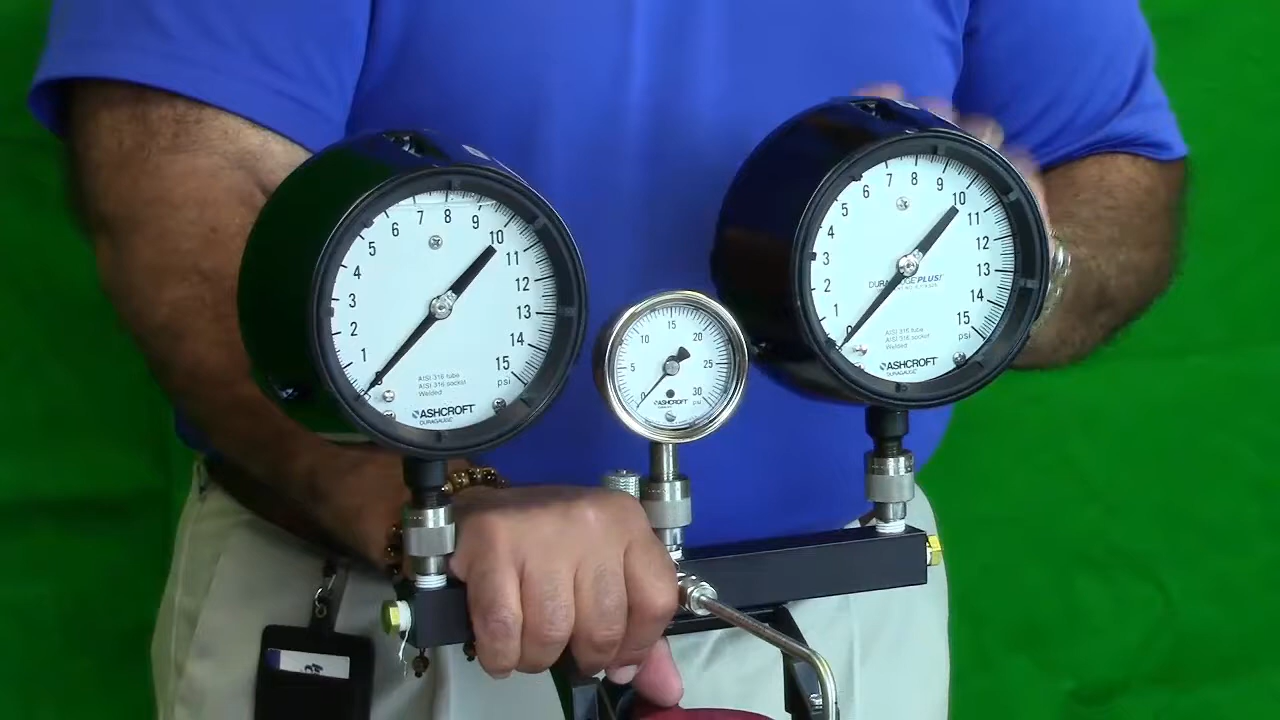 0 1 2 3 4 5 6 7 8 9 10 11 12 13 14 15
psi
AISI 316 tube
AISI 316 socket
Welded
ASHCROFT
DURAGAUGE
0 5 10 15 20 25 30
psi
ASHCROFT
0 1 2 3 4 5 6 7 8 9 10 11 12 13 14 15
psi
PLUS!
AISI 316 tube
AISI 316 socket
Welded
ASHCROFT
DURAGAUGE